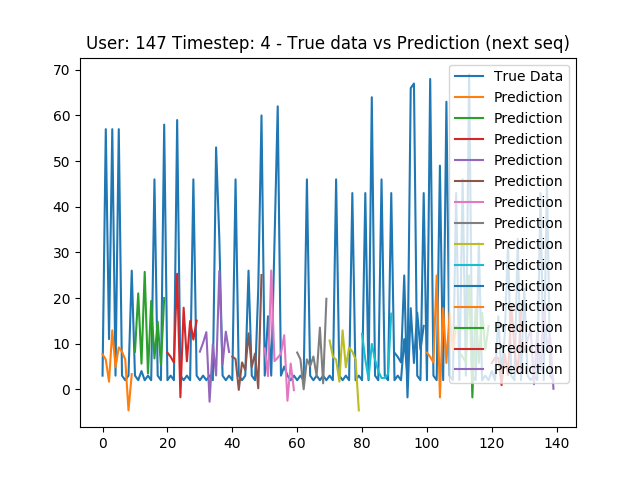 User: 147 Timestep: 4 - True data vs Prediction (next seq)
70
60
50
40
30
20
10
0
0 20 40 60 80 100 120 140
True Data
Prediction
Prediction
Prediction
Prediction
Prediction
Prediction
Prediction
Prediction
Prediction
Prediction
Prediction
Prediction
Prediction
Prediction